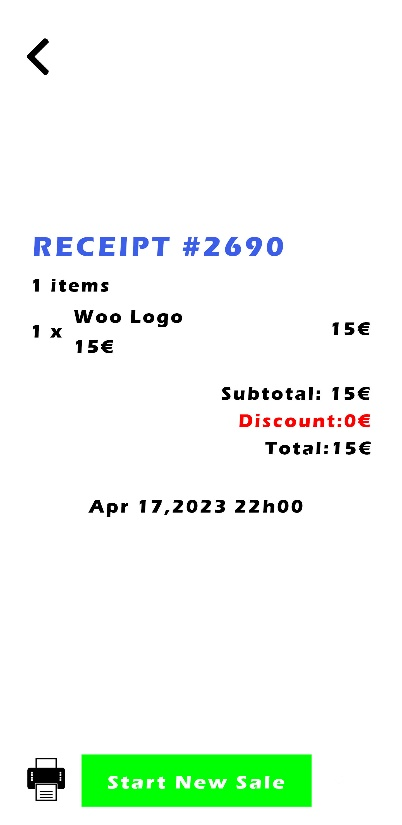 RECEIPT #2690
1 items
1 x Woo Logo 15€
15€
Subtotal: 15€
Discount:0€
Total:15€
Apr 17,2023 22h00
Start New Sale